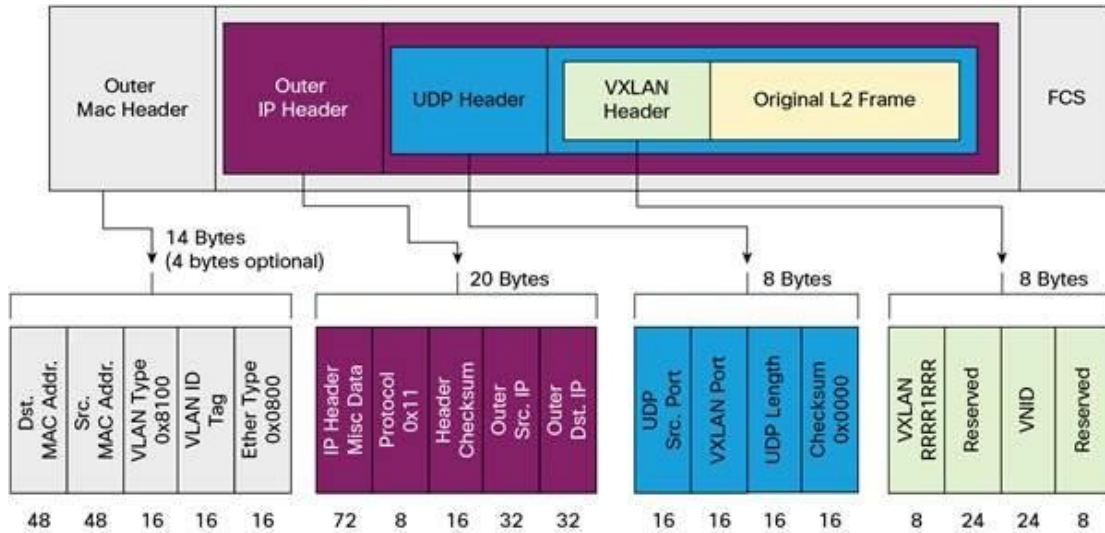 Outer
Mac Header
Outer
IP Header
UDP Header
VXLAN
Header
Original L2 Frame
FCS
14 Bytes
(4 bytes optional)
20 Bytes
8 Bytes
8 Bytes
Dst.
MAC Addr.
Src.
MAC Addr.
VLAN Type
0x8100
VLAN ID
Tag
Ether Type
0x0800
IP Header
Misc Data
Protocol
0x11
Header
Checksum
Outer
Src. IP
Outer
Dst. IP
UDP
Src. Port
VXLAN Port
UDP Length
Checksum
0x0000
VXLAN
RRRR1RRR
Reserved
VNID
Reserved
48 48 16 16 16 72 8 16 32 32 16 16 16 16 8 24 24 8